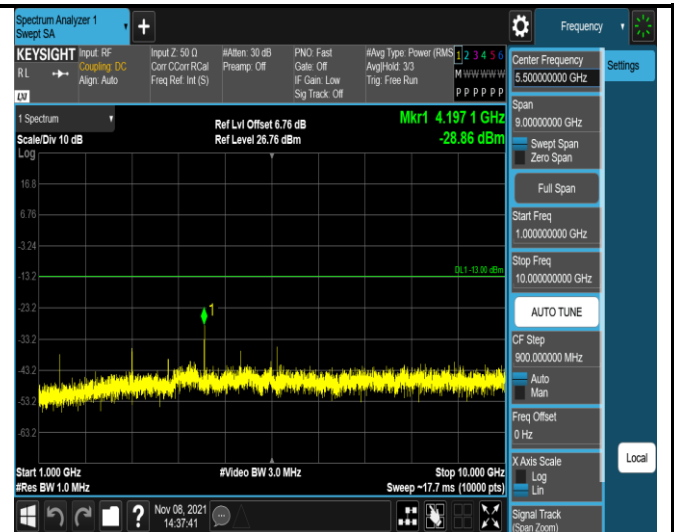 Spectrum Analyzer 1
Swept SA
+
Frequency
KEYSIGHT
RL
LXI
Input: RF
Coupling: DC
Align: Auto
Input Z: 50 Ω
Corr CCorr RCal
Freq Ref: Int (S)
#Atten: 30 dB
Preamp: Off
PNO: Fast
Gate: Off
IF Gain: Low
Sig Track: Off
#Avg Type: Power (RMS
Avg|Hold: 3/3
Trig: Free Run
1 2 3 4 5 6
M W W W W W
P P P P P P
1 Spectrum
Scale/Div 10 dB
Log
Ref Lvl Offset 6.76 dB
Ref Level 26.76 dBm
Mkr1 4.197 1 GHz
-28.86 dBm
16.8
6.76
-3.24
-13.2
-23.2
-33.2
-43.2
-53.2
-63.2
DL1 -13.00 dBm
1
Start 1.000 GHz
#Res BW 1.0 MHz
#Video BW 3.0 MHz
Stop 10.000 GHz
Sweep ~17.7 ms (10000 pts)
Nov 08, 2021
14:37:41
?
Center Frequency
5.500000000 GHz
Settings
Span
9.00000000 GHz
Swept Span
Zero Span
Full Span
Start Freq
1.000000000 GHz
Stop Freq
10.000000000 GHz
AUTO TUNE
CF Step
900.000000 MHz
Auto
Man
Freq Offset
0 Hz
X Axis Scale
Log
Lin
Local
Signal Track
(Span Zoom)